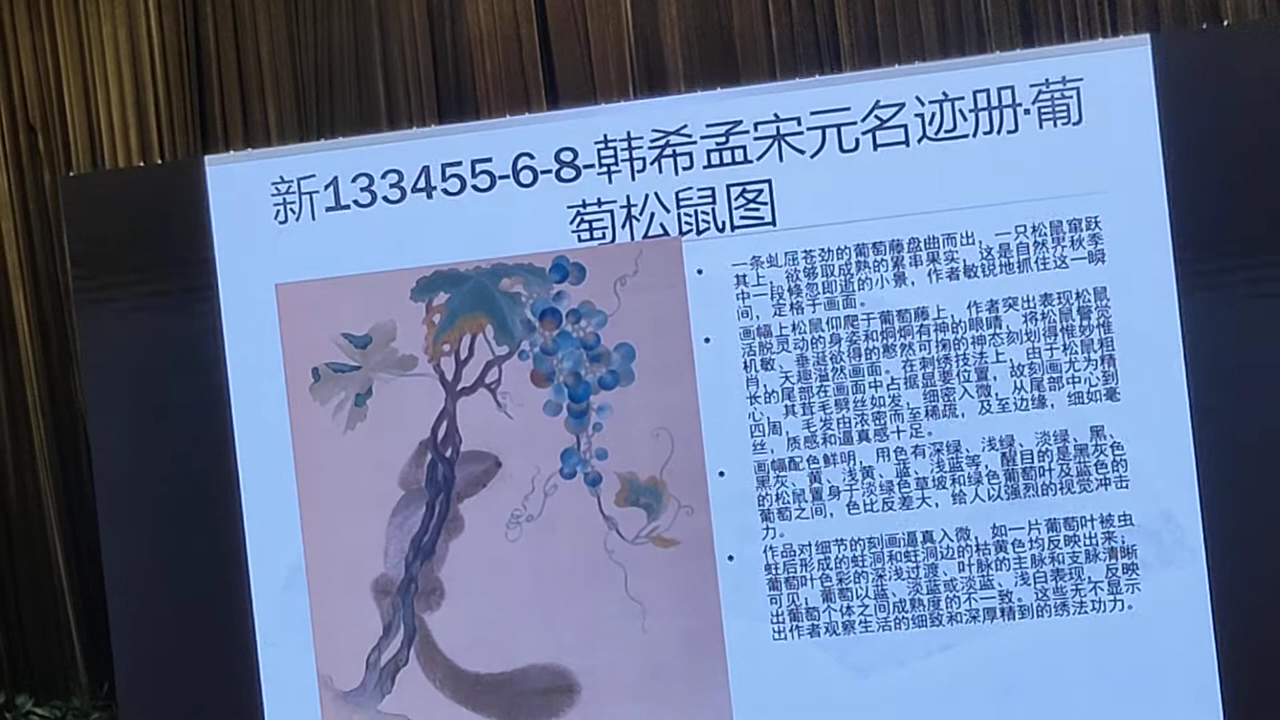 新133455-6-8-韩希孟宋元名迹册·葡
萄松鼠图
• 一条虬屈苍劲的葡萄藤盘曲而出，一只松鼠窜跃
其上，欲够取成熟的累串果实，这是自然界秋季
中一段倏忽即逝的小景，作者敏锐地抓住这一瞬
间，定格于画面。
• 画幅上松鼠仰爬于葡萄藤上，作者突出表现松鼠
活脱灵动的身姿和炯炯有神的眼睛，将松鼠警觉
机敏、垂涎欲得的憨然可掬的神态刻划得惟妙惟
肖，天趣溢然画面。在刺绣技法上，由于松鼠粗
长的尾部在画面中占据显要位置，故刻画尤为精
心，其茸毛劈丝如发，细密入微，从尾部中心到
四周，毛发由浓密而至稀疏，及至边缘，细如毫
丝，质感和逼真感十足。
• 画幅配色鲜明，用色有深绿、浅绿、淡绿、黑、
黑灰、黄、浅黄、蓝、浅蓝等，醒目的是黑灰色
的松鼠置身于淡绿色草坡和绿色葡萄叶及蓝色的
葡萄之间，色比反差大，给人以强烈的视觉冲击
力。
• 作品对细节的刻画逼真入微，如一片葡萄叶被虫
蛀后形成的蛀洞和蛀洞边的枯黄色均反映出来；
葡萄叶色彩的深浅过渡、叶脉的主脉和支脉清晰
可见；葡萄以蓝、淡蓝或淡蓝、浅白表现，反映
出葡萄个体之间成熟度的不一致。这些无不显示
出作者观察生活的细致和深厚精到的绣法功力。